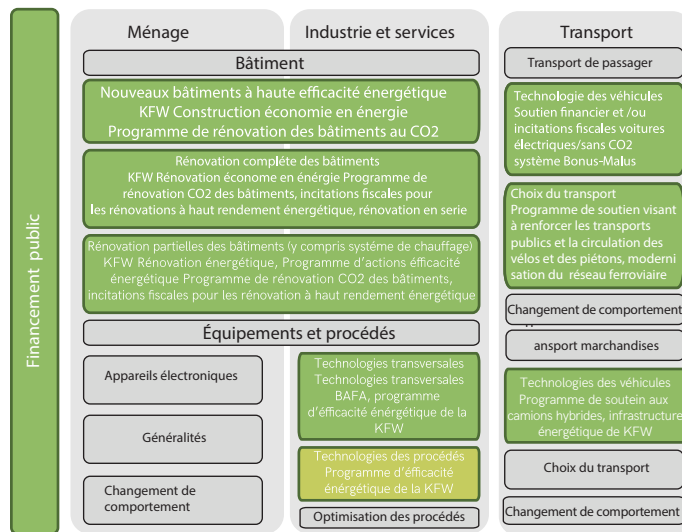 Financement public
Ménage
Industrie et services
Transport
Bâtiment
Nouveaux bâtiments à haute efficacité énergétique
KFW Construction économie en énergie
Programme de rénovation des bâtiments au CO2
Rénovation compléte des bâtiments
KFW Rénovation économe en énérgie Programme de
rénovation CO2 des bâtiments, incitations fiscales pour
les rénovations à haut rendement énergétique, rénovation en serie
Rénovation partielles des bâtiments (y compris systéme de chauffage)
KFW Rénovation énergétique, Programme d'actions éfficacité
énergétique Programme de rénovation CO2 des bâtiments,
incitations fiscales pour les rénovation à haut rendement énergétique
Équipements et procédés
Appareils électroniques
Généralités
Changement de
comportement
Technologies transversales
Technologies transversales
BAFA, programme
d'éfficacité énérgétique de la
KFW
Technologies des procédés
Programme d'éfficacité
énérgétique de la KFW
Optimisation des procédés
Transport de passager
Technologie des véhicules
Soutien financier et /ou
incitations fiscales voitures
électriques/sans CO2
système Bonus-Malus
Choix du transport
Programme de soutien visant
à renforcer les transports
publics et la circulation des
vélos et des piétons, moderni
sation du réseau ferroviaire
Changement de comportement
ansport marchandises
Technologies des véhicules
Programme de soutein aux
camions hybrides, infrastructure
énergétique de KFW
Choix du transport
Changement de comportement